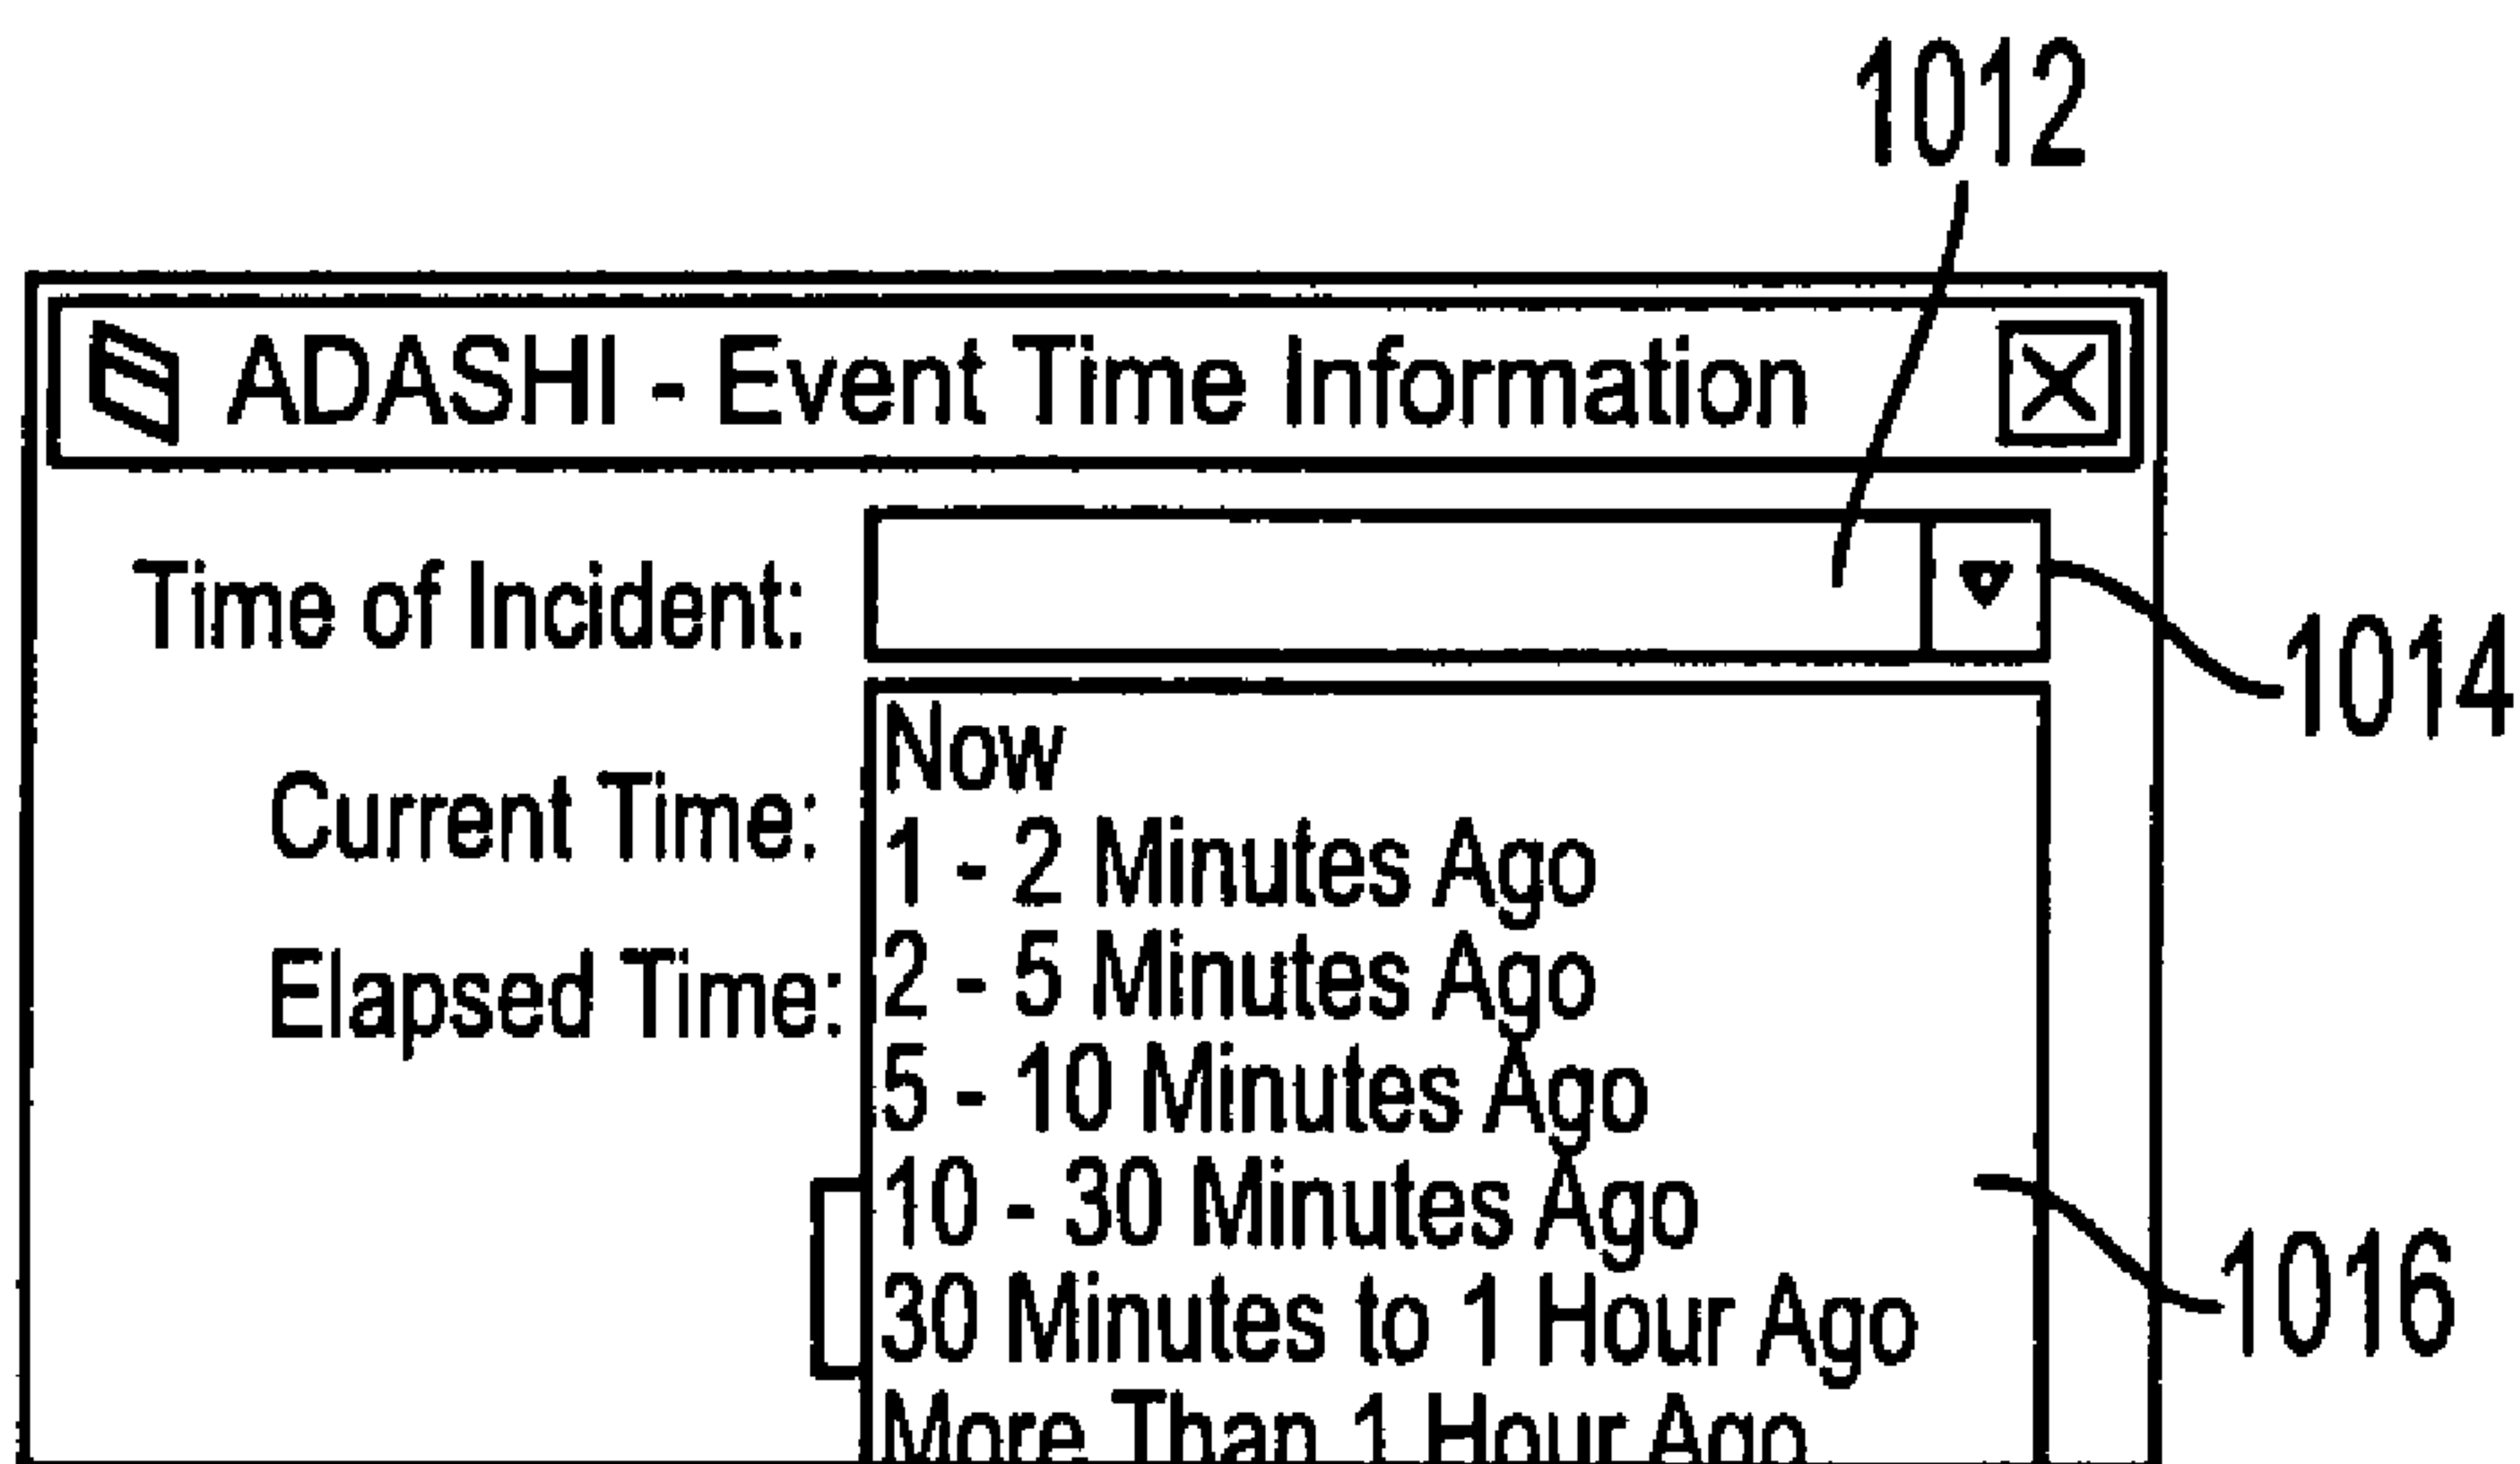 1012
ADASHI - Event Time Information
Time of Incident:
1014
Now
Current Time:
1 - 2 Minutes Ago
2 - 5 Minutes Ago
Elapsed Time:
5 - 10 Minutes Ago
10 - 30 Minutes Ago
1016
30 Minutes to 1 Hour Ago
More Than 1 Hour Ago